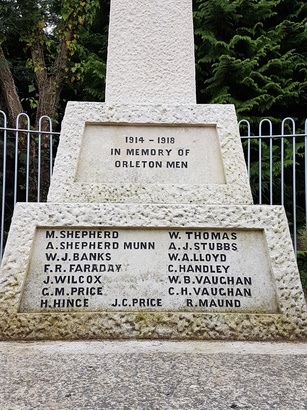 1914 - 1918
IN MEMORY OF
ORLETON MEN
M. SHEPHERD W. THOMAS
A. SHEPHERD MUNN A. J. STUBBS
W. J. BANKS W. A. LLOYD
F. R. FARADAY C. HANDLEY
J. WILCOX W. B. VAUGHAN
G. M. PRICE C. H. VAUGHAN
H. HINCE J. C. PRICE R. MAUND